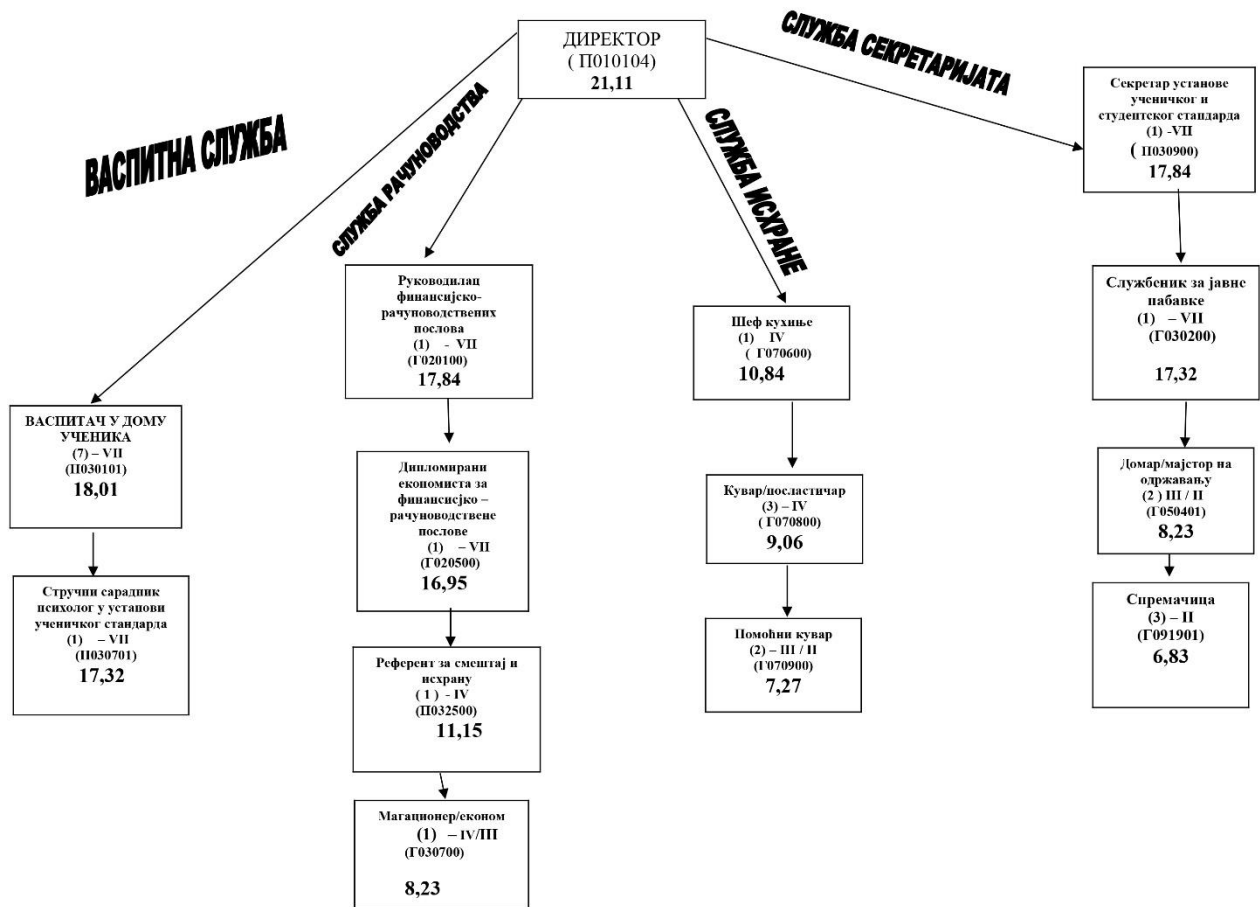 ДИРЕКТОР
( П010104)
21,11
ВАСПИТНА СЛУЖБА
СЛУЖБА РАЧУНОВОДСТВА
СЛУЖБА ИСХРАНЕ
СЛУЖБА СЕКРЕТАРИЈАТА
ВАСПИТАЧ У ДОМУ
УЧЕНИКА
(7) – VII
(П030101)
18,01
Стручни сарадник
психолог у установи
ученичког стандарда
(1) – VII
(П030701)
17,32
Руководилац
финансијско-
рачуноводствених
послова
(1) - VII
(Г020100)
17,84
Дипломирани
економиста за
финансисјко –
рачуноводствене
послове
(1) – VII
(Г020500)
16,95
Референт за смештај и
исхрану
( 1 ) - IV
(П032500)
11,15
Магационер/економ
(1) – IV/III
(Г030700)
8,23
Шеф кухиње
(1) IV
( Г070600)
10,84
Кувар/посластичар
(3) – IV
( Г070800)
9,06
Помоћни кувар
(2) – III / II
(Г070900)
7,27
Секретар установе
ученичког и
студентског стандарда
(1) -VII
( П030900)
17,84
Службеник за јавне
набавке
(1) – VII
(Г030200)
17,32
Домар/мајстор на
одржавању
(2 ) III / II
(Г050401)
8,23
Спремачица
(3) – II
(Г091901)
6,83